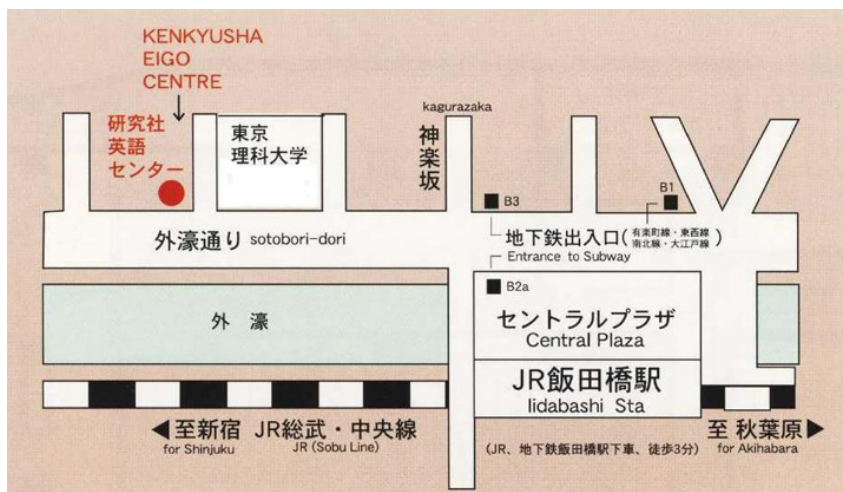 KENKYUSHA
EIGO
CENTRE
研究社
英語
センター
東京
理科大学
kagurazaka
神楽坂
B3
B1
外濠通り sotobori-dori
地下鉄出入口(有楽町線・東西線
南北線・大江戸線)
Entrance to Subway
B2a
外 濠
セントラルプラザ
Central Plaza
JR飯田橋駅
Iidabashi Sta
◀至新宿 JR総武・中央線
for Shinjuku JR (Sobu Line)
(JR、地下鉄飯田橋駅下車、徒歩3分)
至 秋葉原▶
for Akihabara